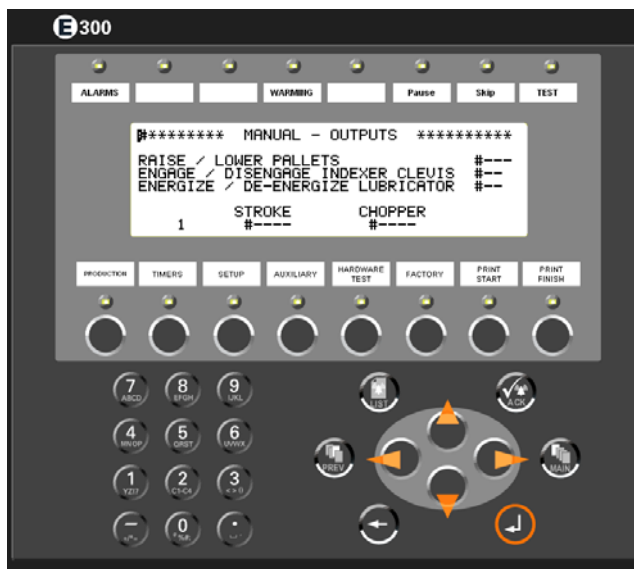 E300
ALARMS WARMING Pause Skip TEST
#******** MANUAL - OUTPUTS **********
RAISE / LOWER PALLETS #---
ENGAGE / DISENGAGE INDEXER CLEVIS #--
ENERGIZE / DE-ENERGIZE LUBRICATOR #--
STROKE CHOPPER
1 #---- #----
PRODUCTION TIMERS SETUP AUXILIARY HARDWARE TEST FACTORY PRINT START PRINT FINISH
7 8 9
ABCD EFGH IJKL
LIST ACK
4 5 6
MNOP QRST UVWX
PREV MAIN
1 2 3
YZ!? C1-C4 < > ()
0